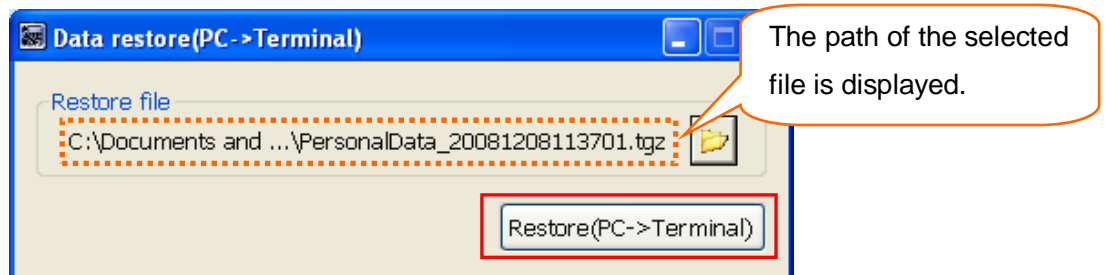 Data restore(PC->Terminal)
The path of the selected
file is displayed.
Restore file
C:\Documents and ...\PersonalData_20081208113701.tgz
Restore(PC->Terminal)